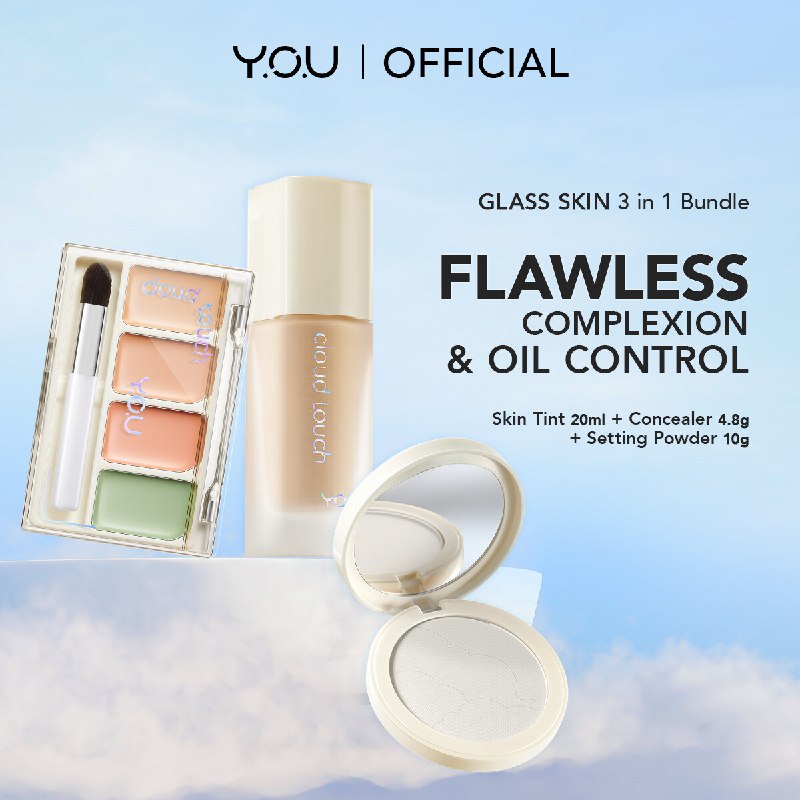 Y.O.U | OFFICIAL
GLASS SKIN 3 in 1 Bundle
FLAWLESS
COMPLEXION
& OIL CONTROL
Skin Tint 20ml + Concealer 4.8g
+ Setting Powder 10g
cloud touch
Y.O.U
cloud touch
Y.O.U